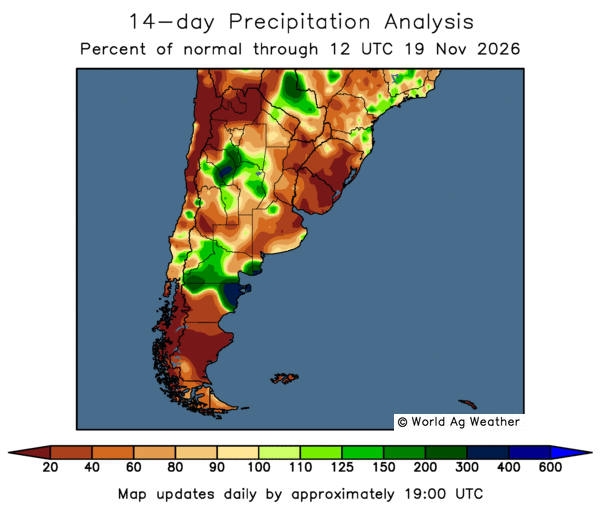 14-day Precipitation Analysis
Percent of normal through 12 UTC 19 Nov 2026
© World Ag Weather
20 40 60 80 90 100 110 125 150 200 300 400 600
Map updates daily by approximately 19:00 UTC